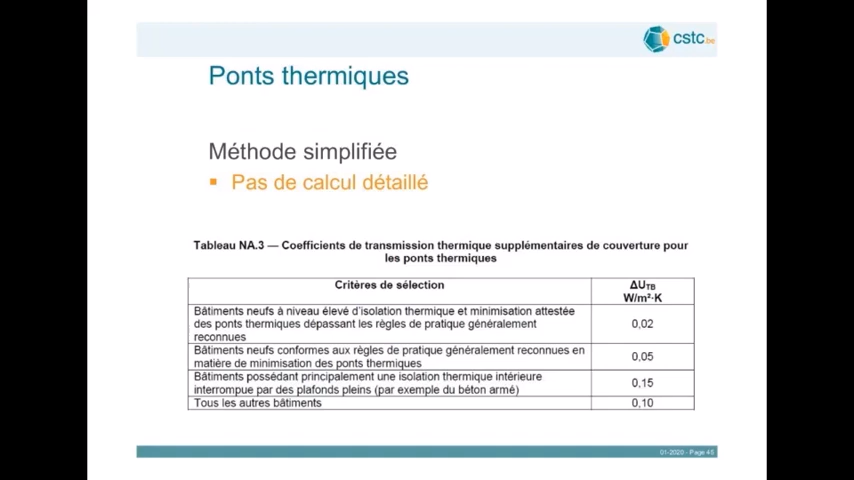 cstc.be
Ponts thermiques
Méthode simplifiée
▪ Pas de calcul détaillé
Tableau NA.3 — Coefficients de transmission thermique supplémentaires de couverture pour
les ponts thermiques
Critères de sélection
ΔUTB
W/m²·K
Bâtiments neufs à niveau élevé d'isolation thermique et minimisation attestée
des ponts thermiques dépassant les règles de pratique généralement
reconnues
0,02
Bâtiments neufs conformes aux règles de pratique généralement reconnues en
matière de minimisation des ponts thermiques
0,05
Bâtiments possédant principalement une isolation thermique intérieure
interrompue par des plafonds pleins (par exemple du béton armé)
0,15
Tous les autres bâtiments
0,10
01-2020 - Page 45